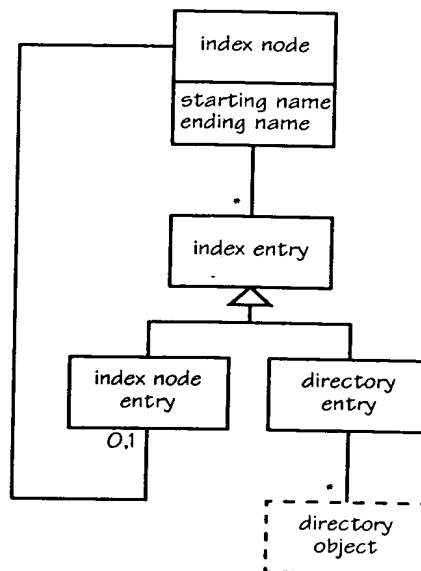 index node
starting name
ending name
*
index entry
index node
entry
directory
entry
0,1
*
directory
object